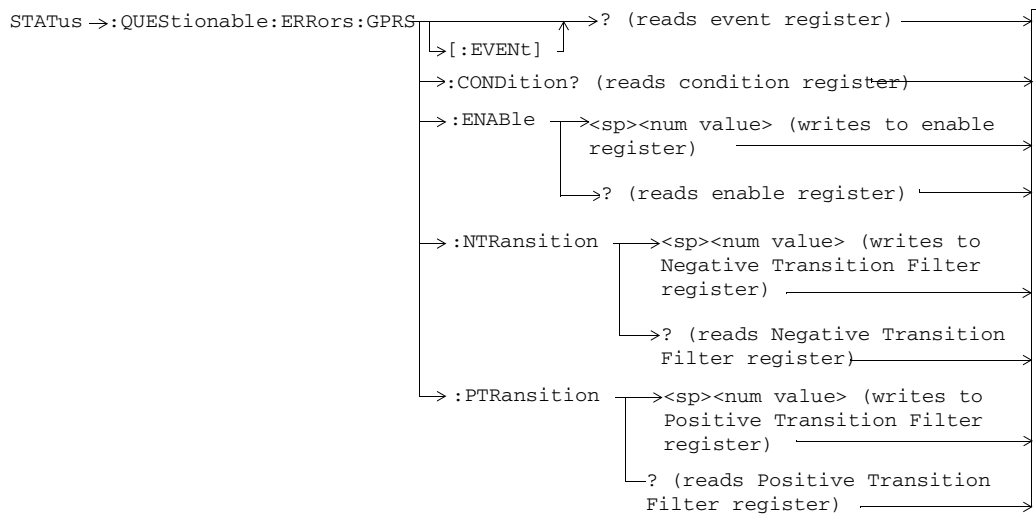 STATus :QUEStionable:ERRors:GPRS ? (reads event register)
[:EVENt]
:CONDition? (reads condition register)
:ENABle <sp><num value> (writes to enable
register)
? (reads enable register)
:NTRansition <sp><num value> (writes to
Negative Transition Filter
register)
? (reads Negative Transition
Filter register)
:PTRansition <sp><num value> (writes to
Positive Transition Filter
register)
? (reads Positive Transition
Filter register)